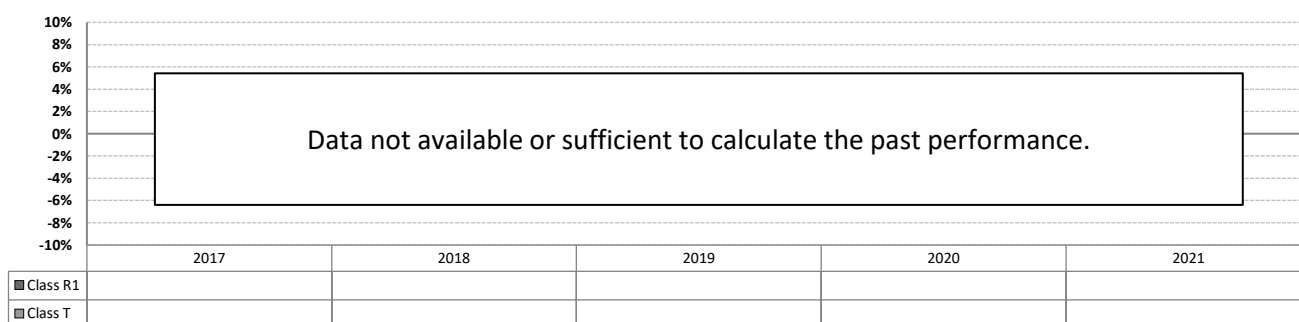 10%
8%
6%
4%
2%
0%
-2%
-4%
-6%
-8%
-10%
Data not available or sufficient to calculate the past performance.
2017 2018 2019 2020 2021
Class R1
Class T